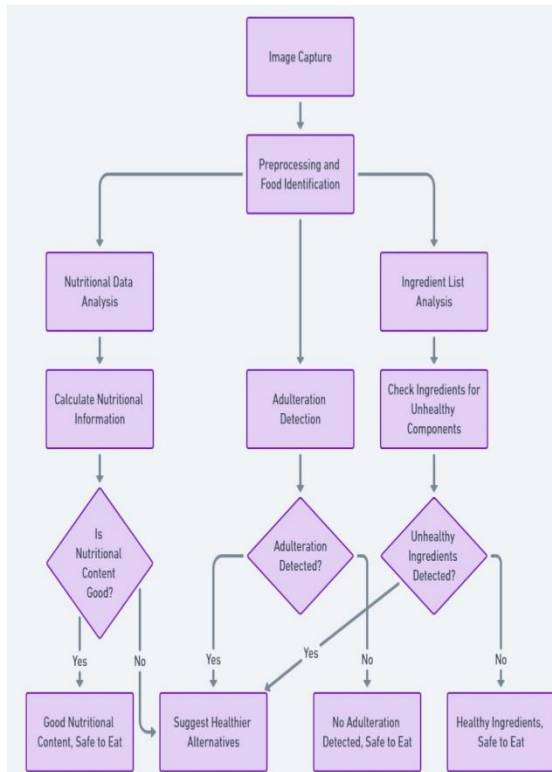 Image Capture
Preprocessing and
Food Identification
Nutritional Data
Analysis
Ingredient List
Analysis
Calculate Nutritional
Information
Adulteration
Detection
Check Ingredients for
Unhealthy
Components
Is
Nutritional
Content
Good?
Adulteration
Detected?
Unhealthy
Ingredients
Detected?
Yes
No
Yes
Yes
No
No
Good Nutritional
Content, Safe to Eat
Suggest Healthier
Alternatives
No Adulteration
Detected, Safe to Eat
Healthy Ingredients,
Safe to Eat